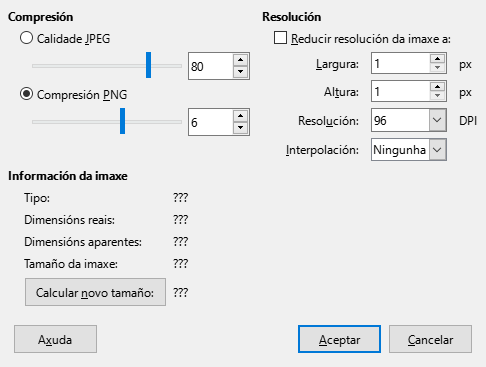 Compresión
Calidade JPEG
80
Compresión PNG
6
Resolución
Reducir resolución da imaxe a:
Largura: 1 px
Altura: 1 px
Resolución: 96 DPI
Interpolación: Ningunha
Información da imaxe
Tipo: ???
Dimensións reais: ???
Dimensións aparentes: ???
Tamaño da imaxe: ???
Calcular novo tamaño: ???
Axuda
Aceptar
Cancelar